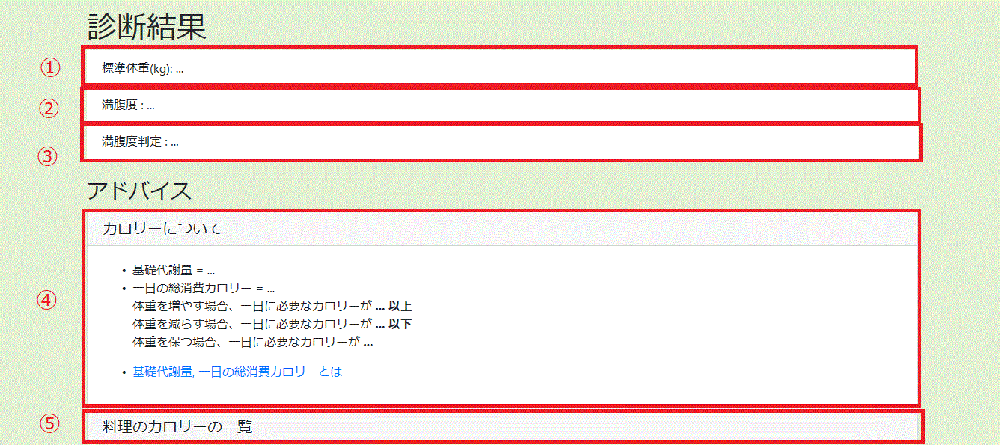 診断結果
① 標準体重(kg): ...
② 満腹度 : ...
③ 満腹度判定 : ...
アドバイス
カロリーについて
• 基礎代謝量 = ...
• 一日の総消費カロリー = ...
④ 体重を増やす場合、一日に必要なカロリーが ... 以上
体重を減らす場合、一日に必要なカロリーが ... 以下
体重を保つ場合、一日に必要なカロリーが ...
• 基礎代謝量, 一日の総消費カロリーとは
⑤ 料理のカロリーの一覧